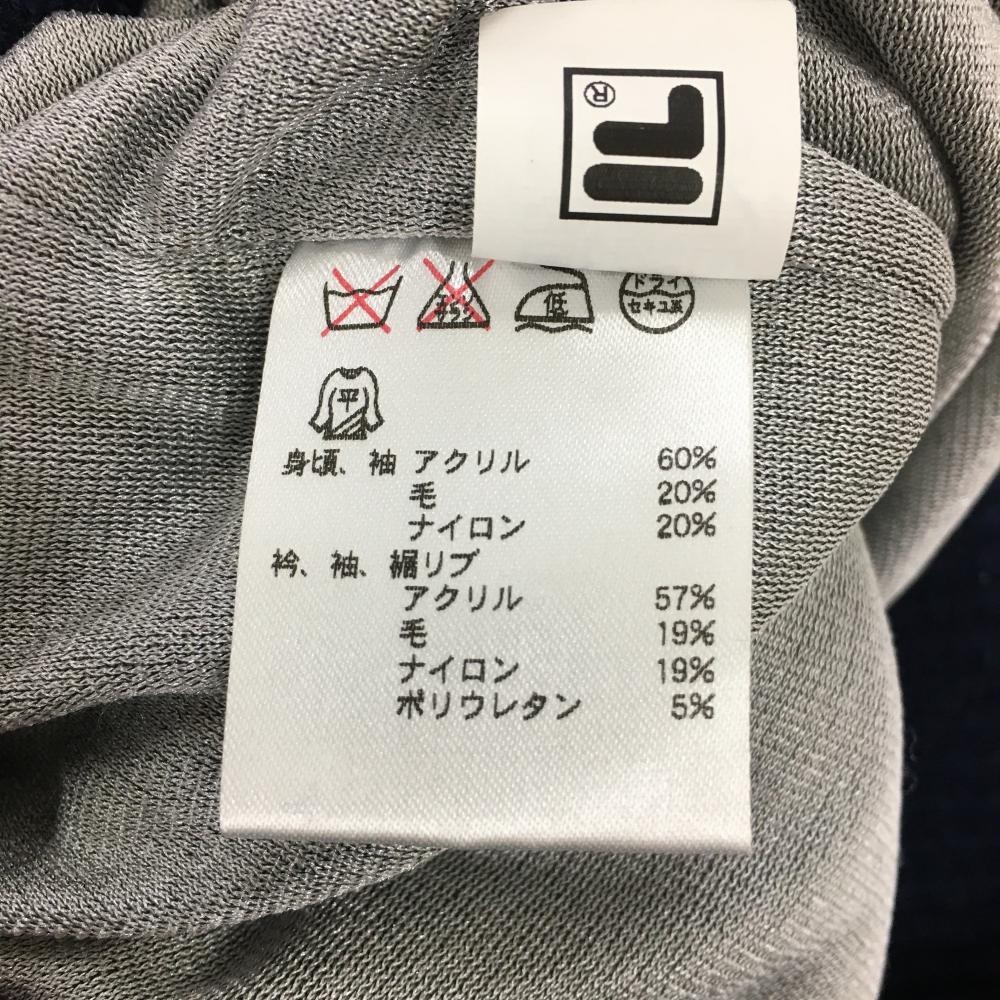 ®
低 ドライ セキユ系
平
身頃、袖 アクリル 60%
毛 20%
ナイロン 20%
衿、袖、裾リブ
アクリル 57%
毛 19%
ナイロン 19%
ポリウレタン 5%